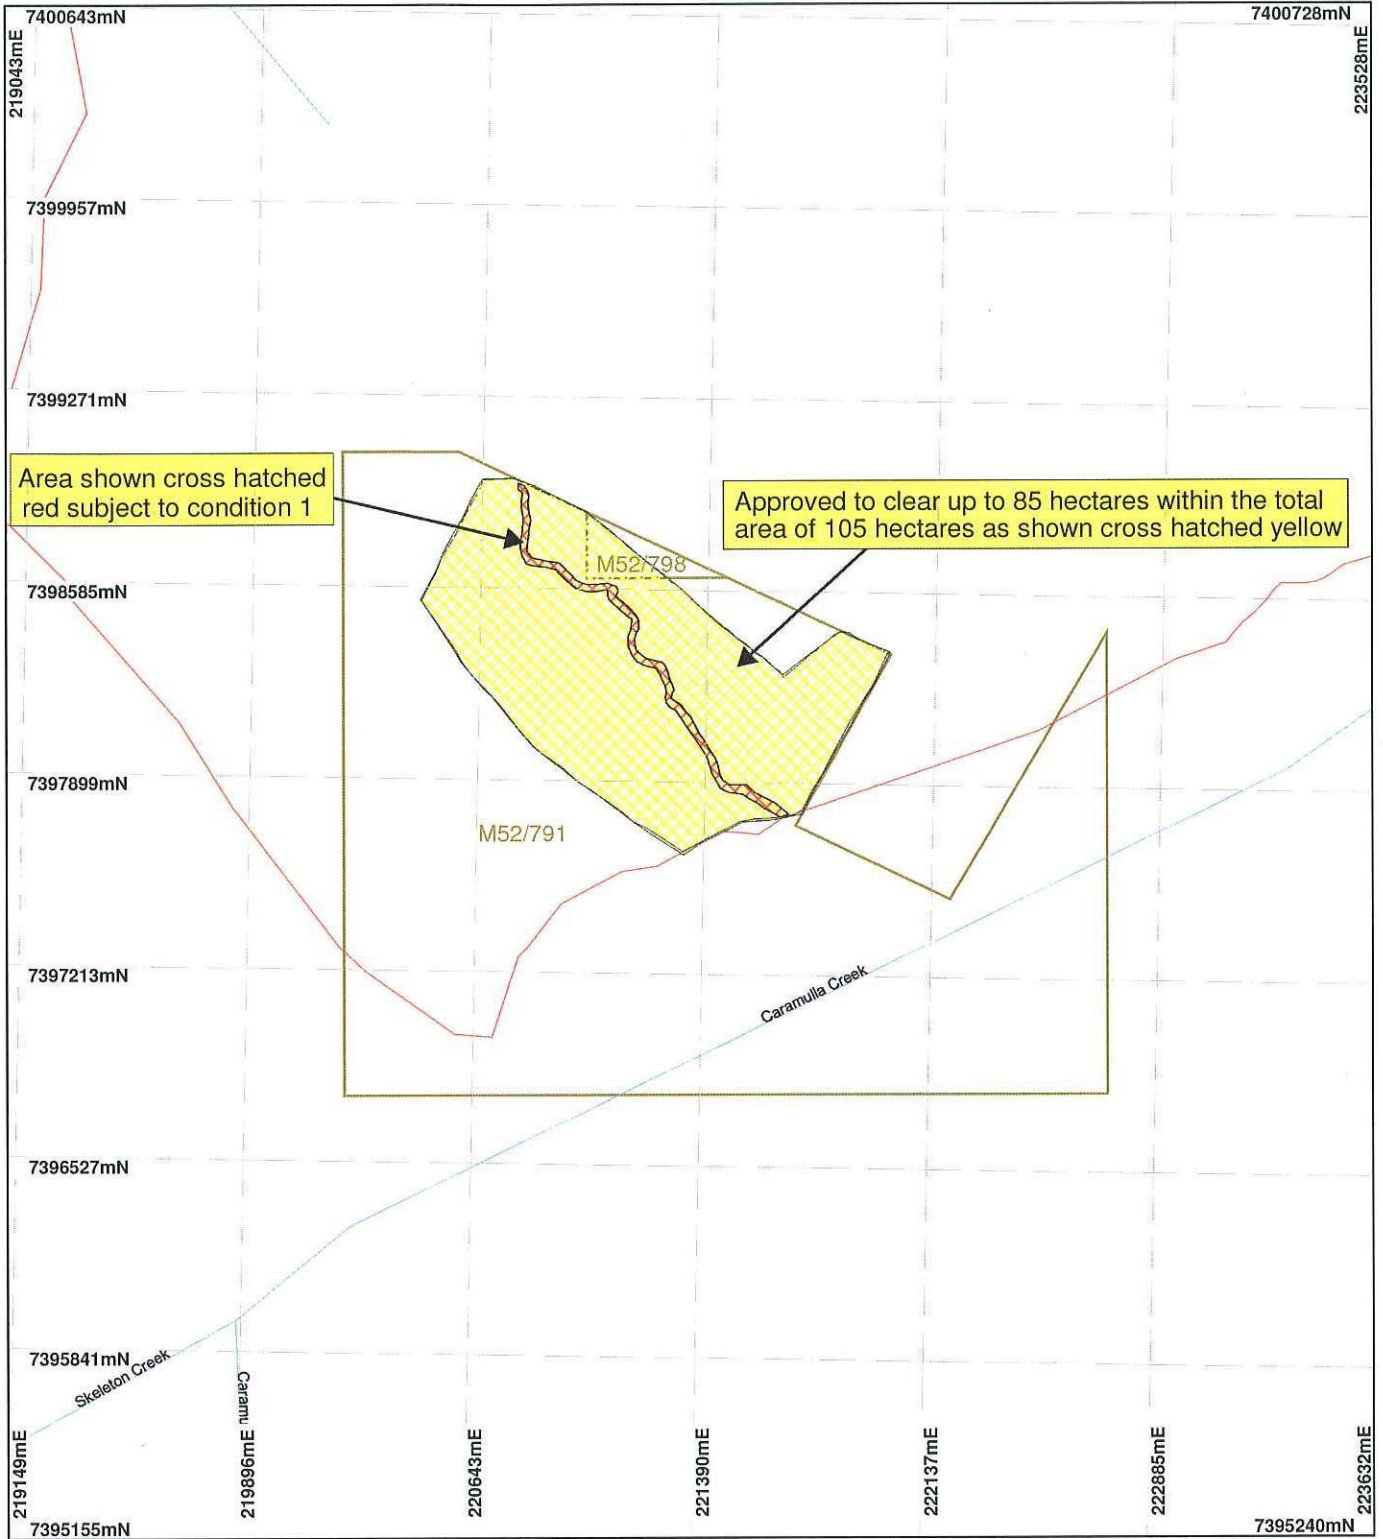 7400643mN
7400728mN
219043mE
223528mE
7399957mN
7399271mN
Area shown cross hatched
red subject to condition 1
Approved to clear up to 85 hectares within the total
area of 105 hectares as shown cross hatched yellow
M52/798
7398585mN
7397899mN
M52/791
7397213mN
Caramulla Creek
7396527mN
7395841mN
Skeleton Creek
Caramu
219149mE
219896mE
220643mE
221390mE
222137mE
222885mE
223632mE
7395155mN
7395240mN